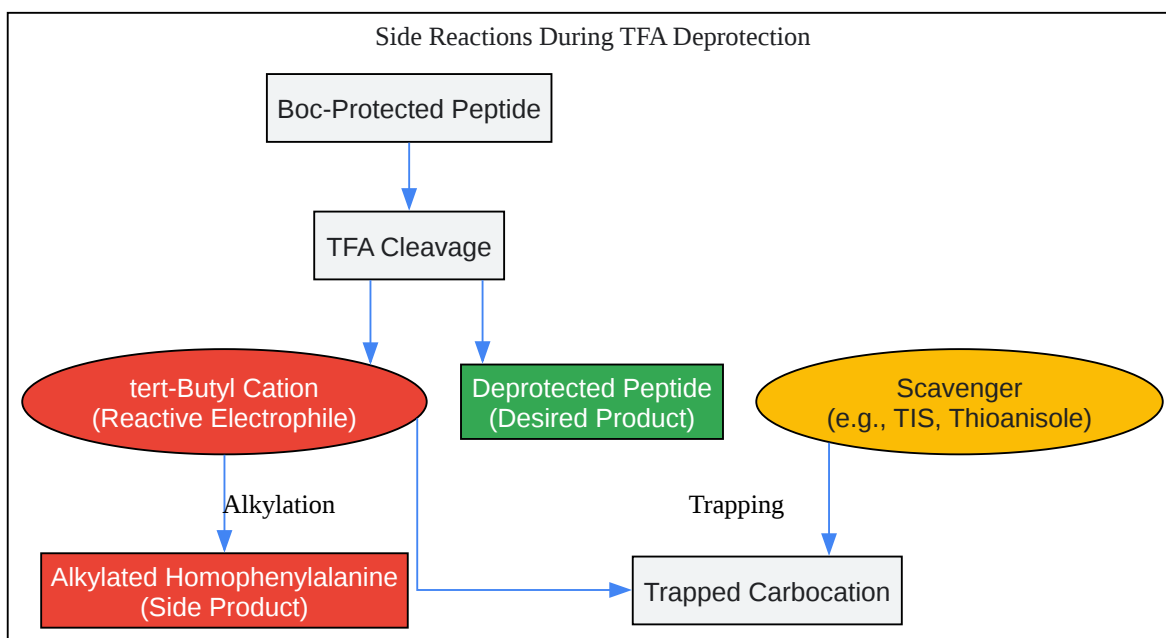 Side Reactions During TFA Deprotection
Boc-Protected Peptide
TFA Cleavage
tert-Butyl Cation
(Reactive Electrophile)
Deprotected Peptide
(Desired Product)
Scavenger
(e.g., TIS, Thioanisole)
Alkylation
Trapping
Alkylated Homophenylalanine
(Side Product)
Trapped Carbocation